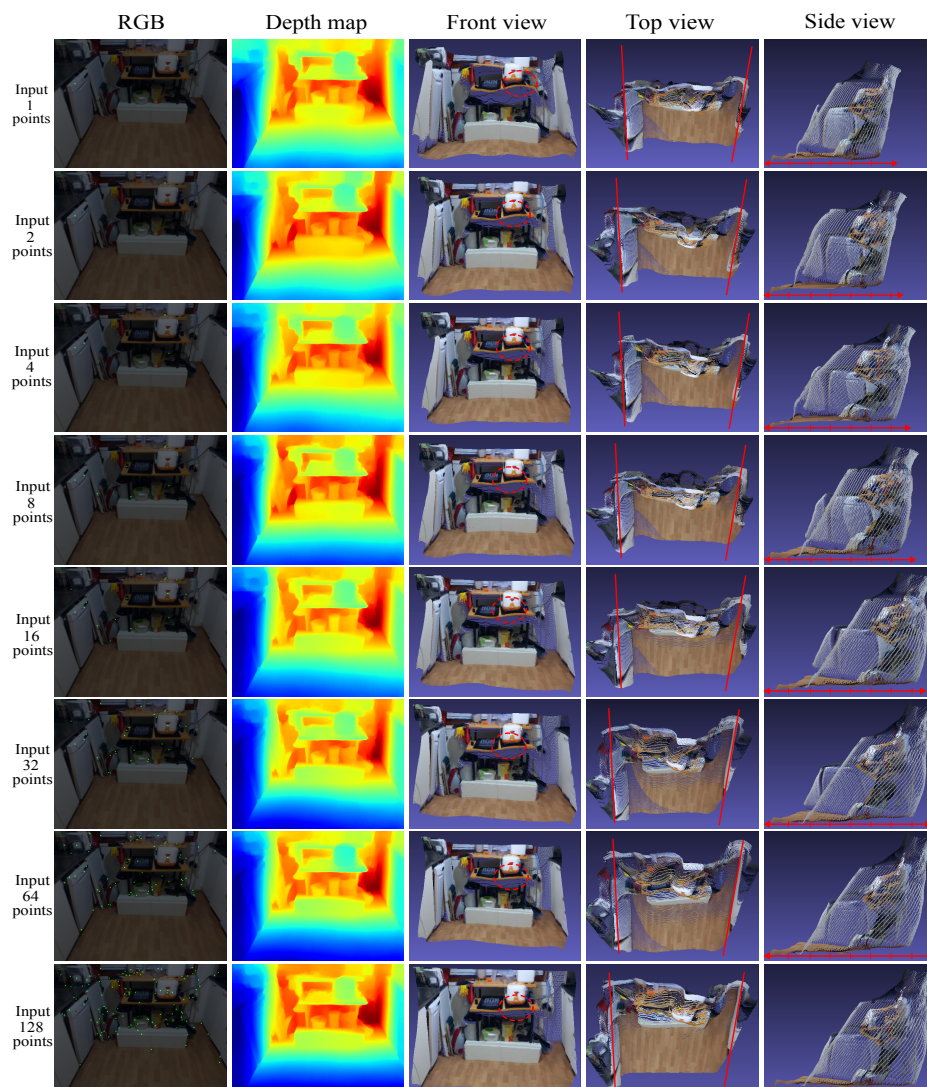 RGB Depth map Front view Top view Side view
Input
1
points
Input
2
points
Input
4
points
Input
8
points
Input
16
points
Input
32
points
Input
64
points
Input
128
points